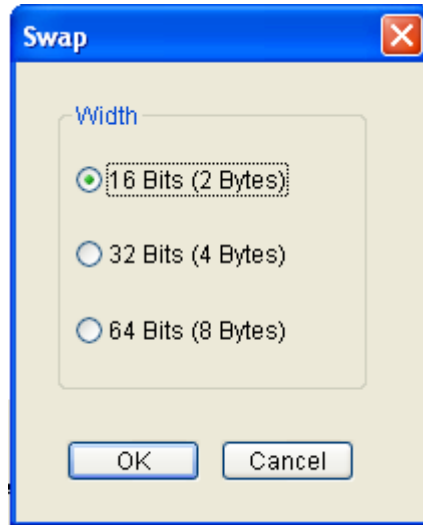 Swap
Width
16 Bits (2 Bytes)
32 Bits (4 Bytes)
64 Bits (8 Bytes)
OK Cancel